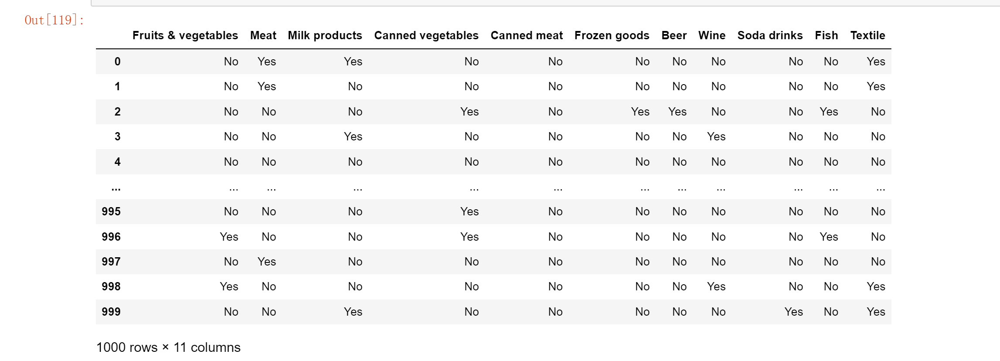 Out[119]:
Fruits & vegetables Meat Milk products Canned vegetables Canned meat Frozen goods Beer Wine Soda drinks Fish Textile
0 No Yes Yes No No No No No No No Yes
1 No Yes No No No No No No No No Yes
2 No No No Yes No Yes Yes No No Yes No
3 No No Yes No No No No Yes No No No
4 No No No No No No No No No No No
... ... ... ... ... ... ... ... ... ... ... ...
995 No No No Yes No No No No No No No
996 Yes No No Yes No No No No No Yes No
997 No Yes No No No No No No No No No
998 Yes No No No No No No Yes No No Yes
999 No No Yes No No No No No Yes No Yes
1000 rows × 11 columns